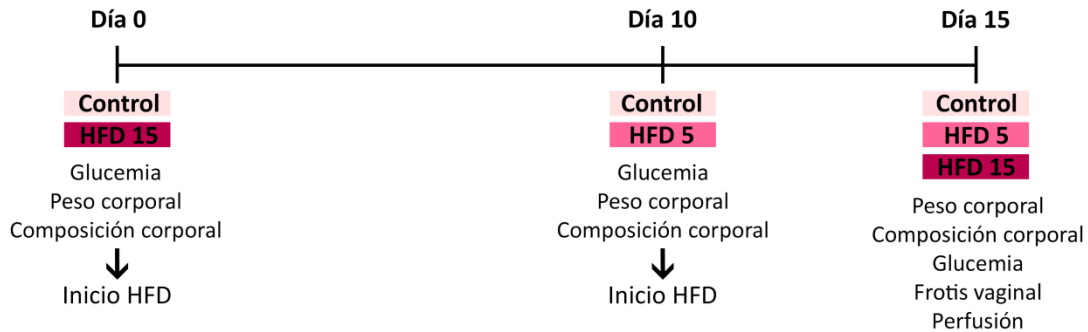 Día 0
Día 10
Día 15
Control
HFD 15
Glucemia
Peso corporal
Composición corporal
Inicio HFD
Control
HFD 5
Glucemia
Peso corporal
Composición corporal
Inicio HFD
Control
HFD 5
HFD 15
Peso corporal
Composición corporal
Glucemia
Frotis vaginal
Perfusión